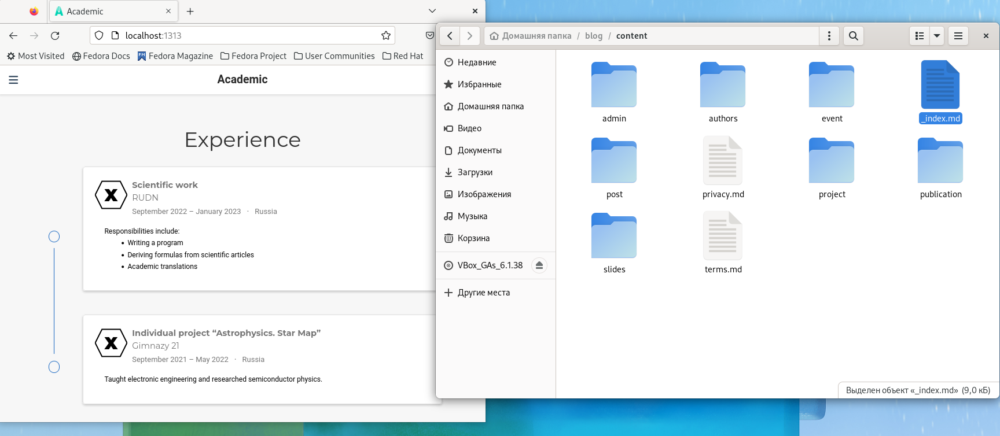 Academic
localhost:1313
Most Visited
Fedora Docs
FM
Fedora Magazine
Fedora Project
User Communities
Red Hat
Academic
Experience
X
Scientific work
RUDN
September 2022 – January 2023 · Russia
Responsibilities include:
• Writing a program
• Deriving formulas from scientific articles
• Academic translations
X
Individual project “Astrophysics. Star Map”
Gimnazy 21
September 2021 – May 2022 · Russia
Taught electronic engineering and researched semiconductor physics.
Домашняя папка / blog / content
Недавние
Избранные
Домашняя папка
Видео
Документы
Загрузки
Изображения
Музыка
Корзина
VBox_GAs_6.1.38
Другие места
admin
authors
event
_index.md
post
privacy.md
project
publication
slides
terms.md
Выделен объект «_index.md» (9,0 кБ)